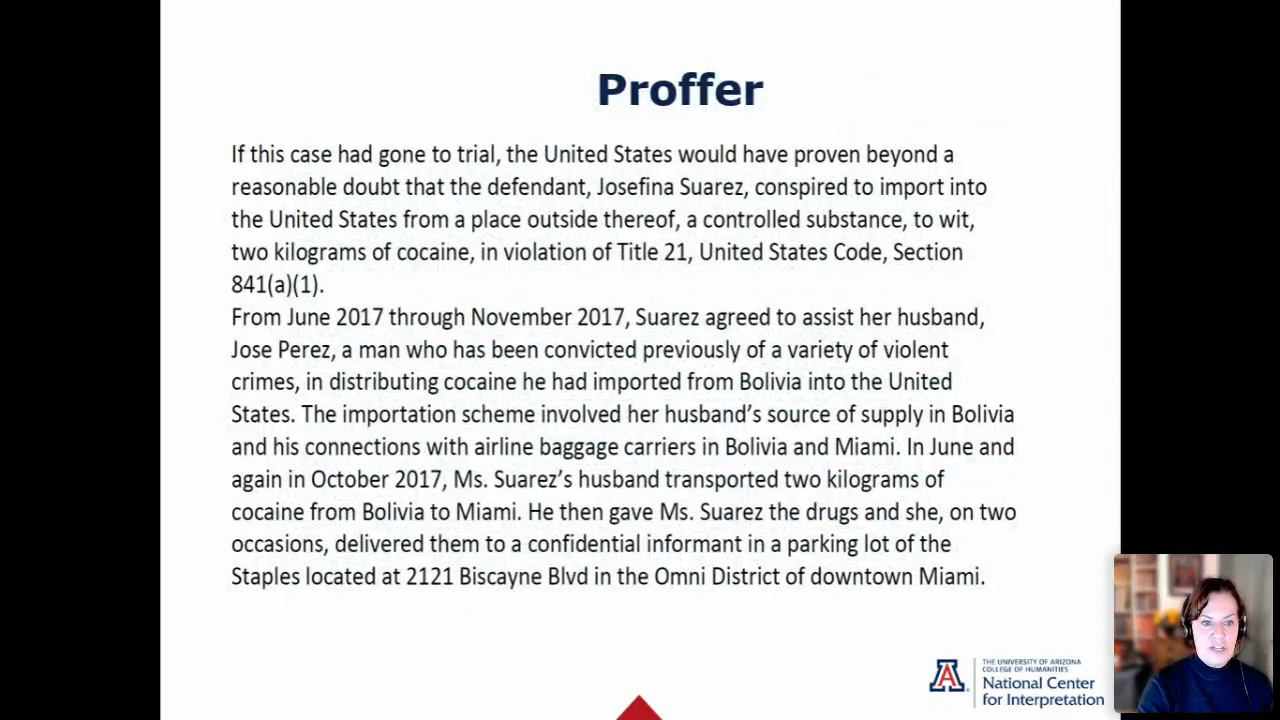 Proffer
If this case had gone to trial, the United States would have proven beyond a
reasonable doubt that the defendant, Josefina Suarez, conspired to import into
the United States from a place outside thereof, a controlled substance, to wit,
two kilograms of cocaine, in violation of Title 21, United States Code, Section
841(a)(1).
From June 2017 through November 2017, Suarez agreed to assist her husband,
Jose Perez, a man who has been convicted previously of a variety of violent
crimes, in distributing cocaine he had imported from Bolivia into the United
States. The importation scheme involved her husband’s source of supply in Bolivia
and his connections with airline baggage carriers in Bolivia and Miami. In June and
again in October 2017, Ms. Suarez’s husband transported two kilograms of
cocaine from Bolivia to Miami. He then gave Ms. Suarez the drugs and she, on two
occasions, delivered them to a confidential informant in a parking lot of the
Staples located at 2121 Biscayne Blvd in the Omni District of downtown Miami.
A
THE UNIVERSITY OF ARIZONA
COLLEGE OF HUMANITIES
National Center
for Interpretation